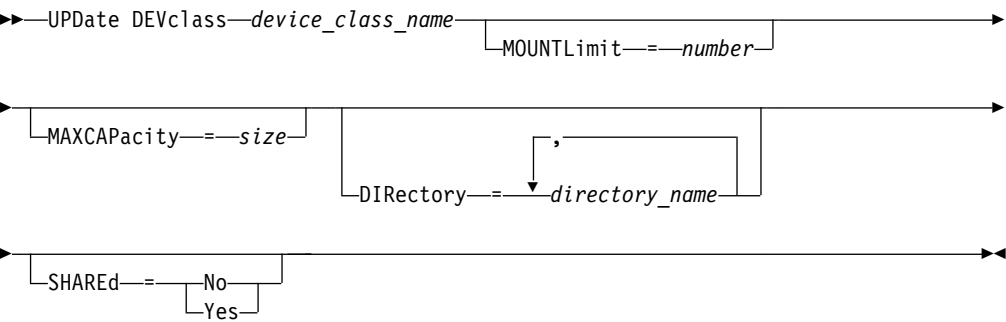 UPDate DEVclass device_class_name
MOUNTLimit = number
MAXCAPacity = size
,
DIRectory = directory_name
SHAREd = No
Yes